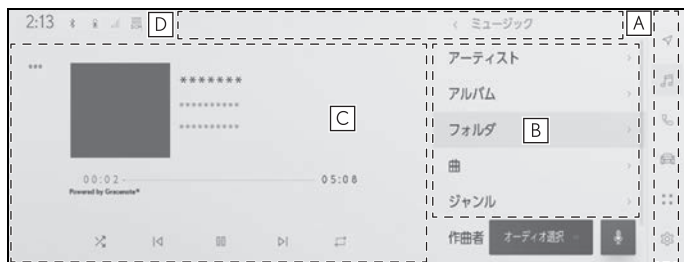 2:13
D
‹ ミュージック
A
•••
*******
**********
**********
C
00:02
05:08
Powered by Gracenote®
アーティスト
アルバム
フォルダ
B
曲
ジャンル
作曲者
オーディオ選択